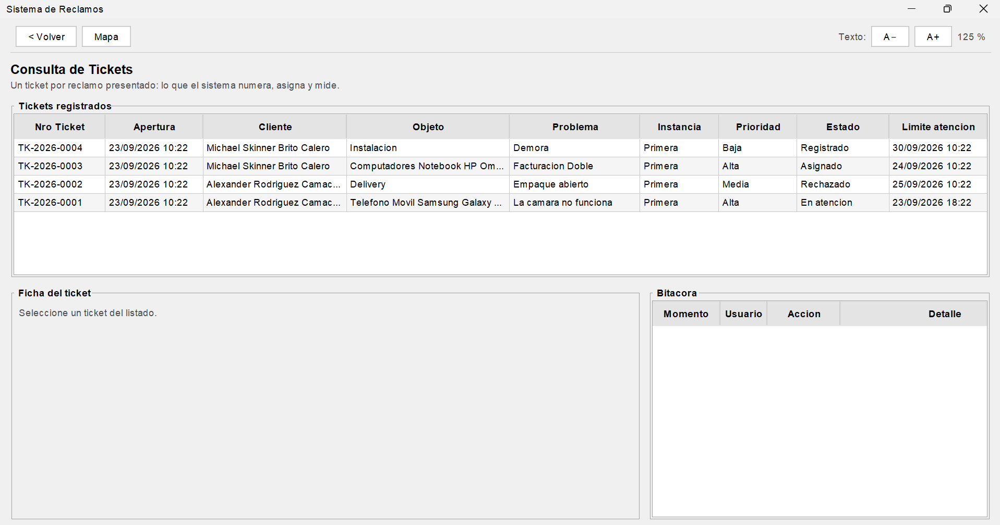 Sistema de Reclamos
< Volver Mapa Texto: A− A+ 125 %
Consulta de Tickets
Un ticket por reclamo presentado: lo que el sistema numera, asigna y mide.
Tickets registrados
Nro Ticket Apertura Cliente Objeto Problema Instancia Prioridad Estado Limite atencion
TK-2026-0004 23/09/2026 10:22 Michael Skinner Brito Calero Instalacion Demora Primera Baja Registrado 30/09/2026 10:22
TK-2026-0003 23/09/2026 10:22 Michael Skinner Brito Calero Computadores Notebook HP Om... Facturacion Doble Primera Alta Asignado 24/09/2026 10:22
TK-2026-0002 23/09/2026 10:22 Alexander Rodriguez Camac... Delivery Empaque abierto Primera Media Rechazado 25/09/2026 10:22
TK-2026-0001 23/09/2026 10:22 Alexander Rodriguez Camac... Telefono Movil Samsung Galaxy ... La camara no funciona Primera Alta En atencion 23/09/2026 18:22
Ficha del ticket
Seleccione un ticket del listado.
Bitacora
Momento Usuario Accion Detalle